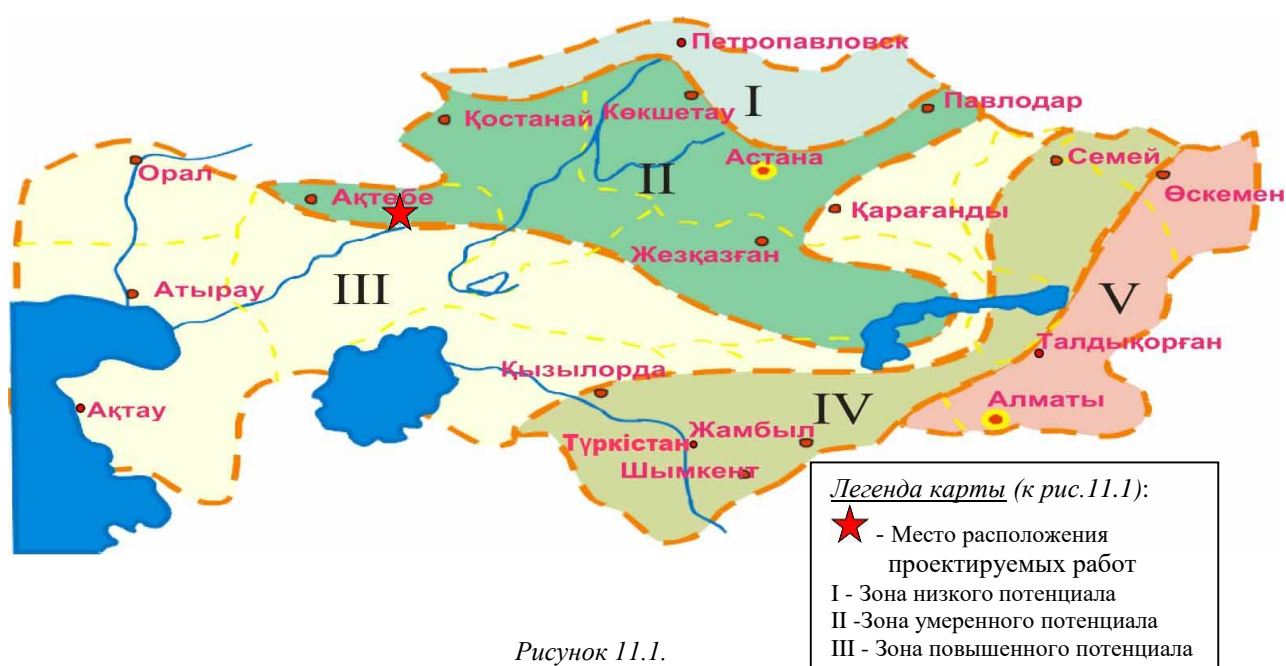 Петропавловск
I
Қостанай
Көкшетау
Павлодар
Орал
Астана
Семей
II
Ақтебе
Өскемен
Қарағанды
Жезқазған
Атырау
III
V
Талдықорған
Қызылорда
Ақтау
IV
Алматы
Жамбыл
Түркістан
Шымкент
Легенда карты (к рис.11.1):
- Место расположения
проектируемых работ
I - Зона низкого потенциала
II -Зона умеренного потенциала
III - Зона повышенного потенциала
Рисунок 11.1.